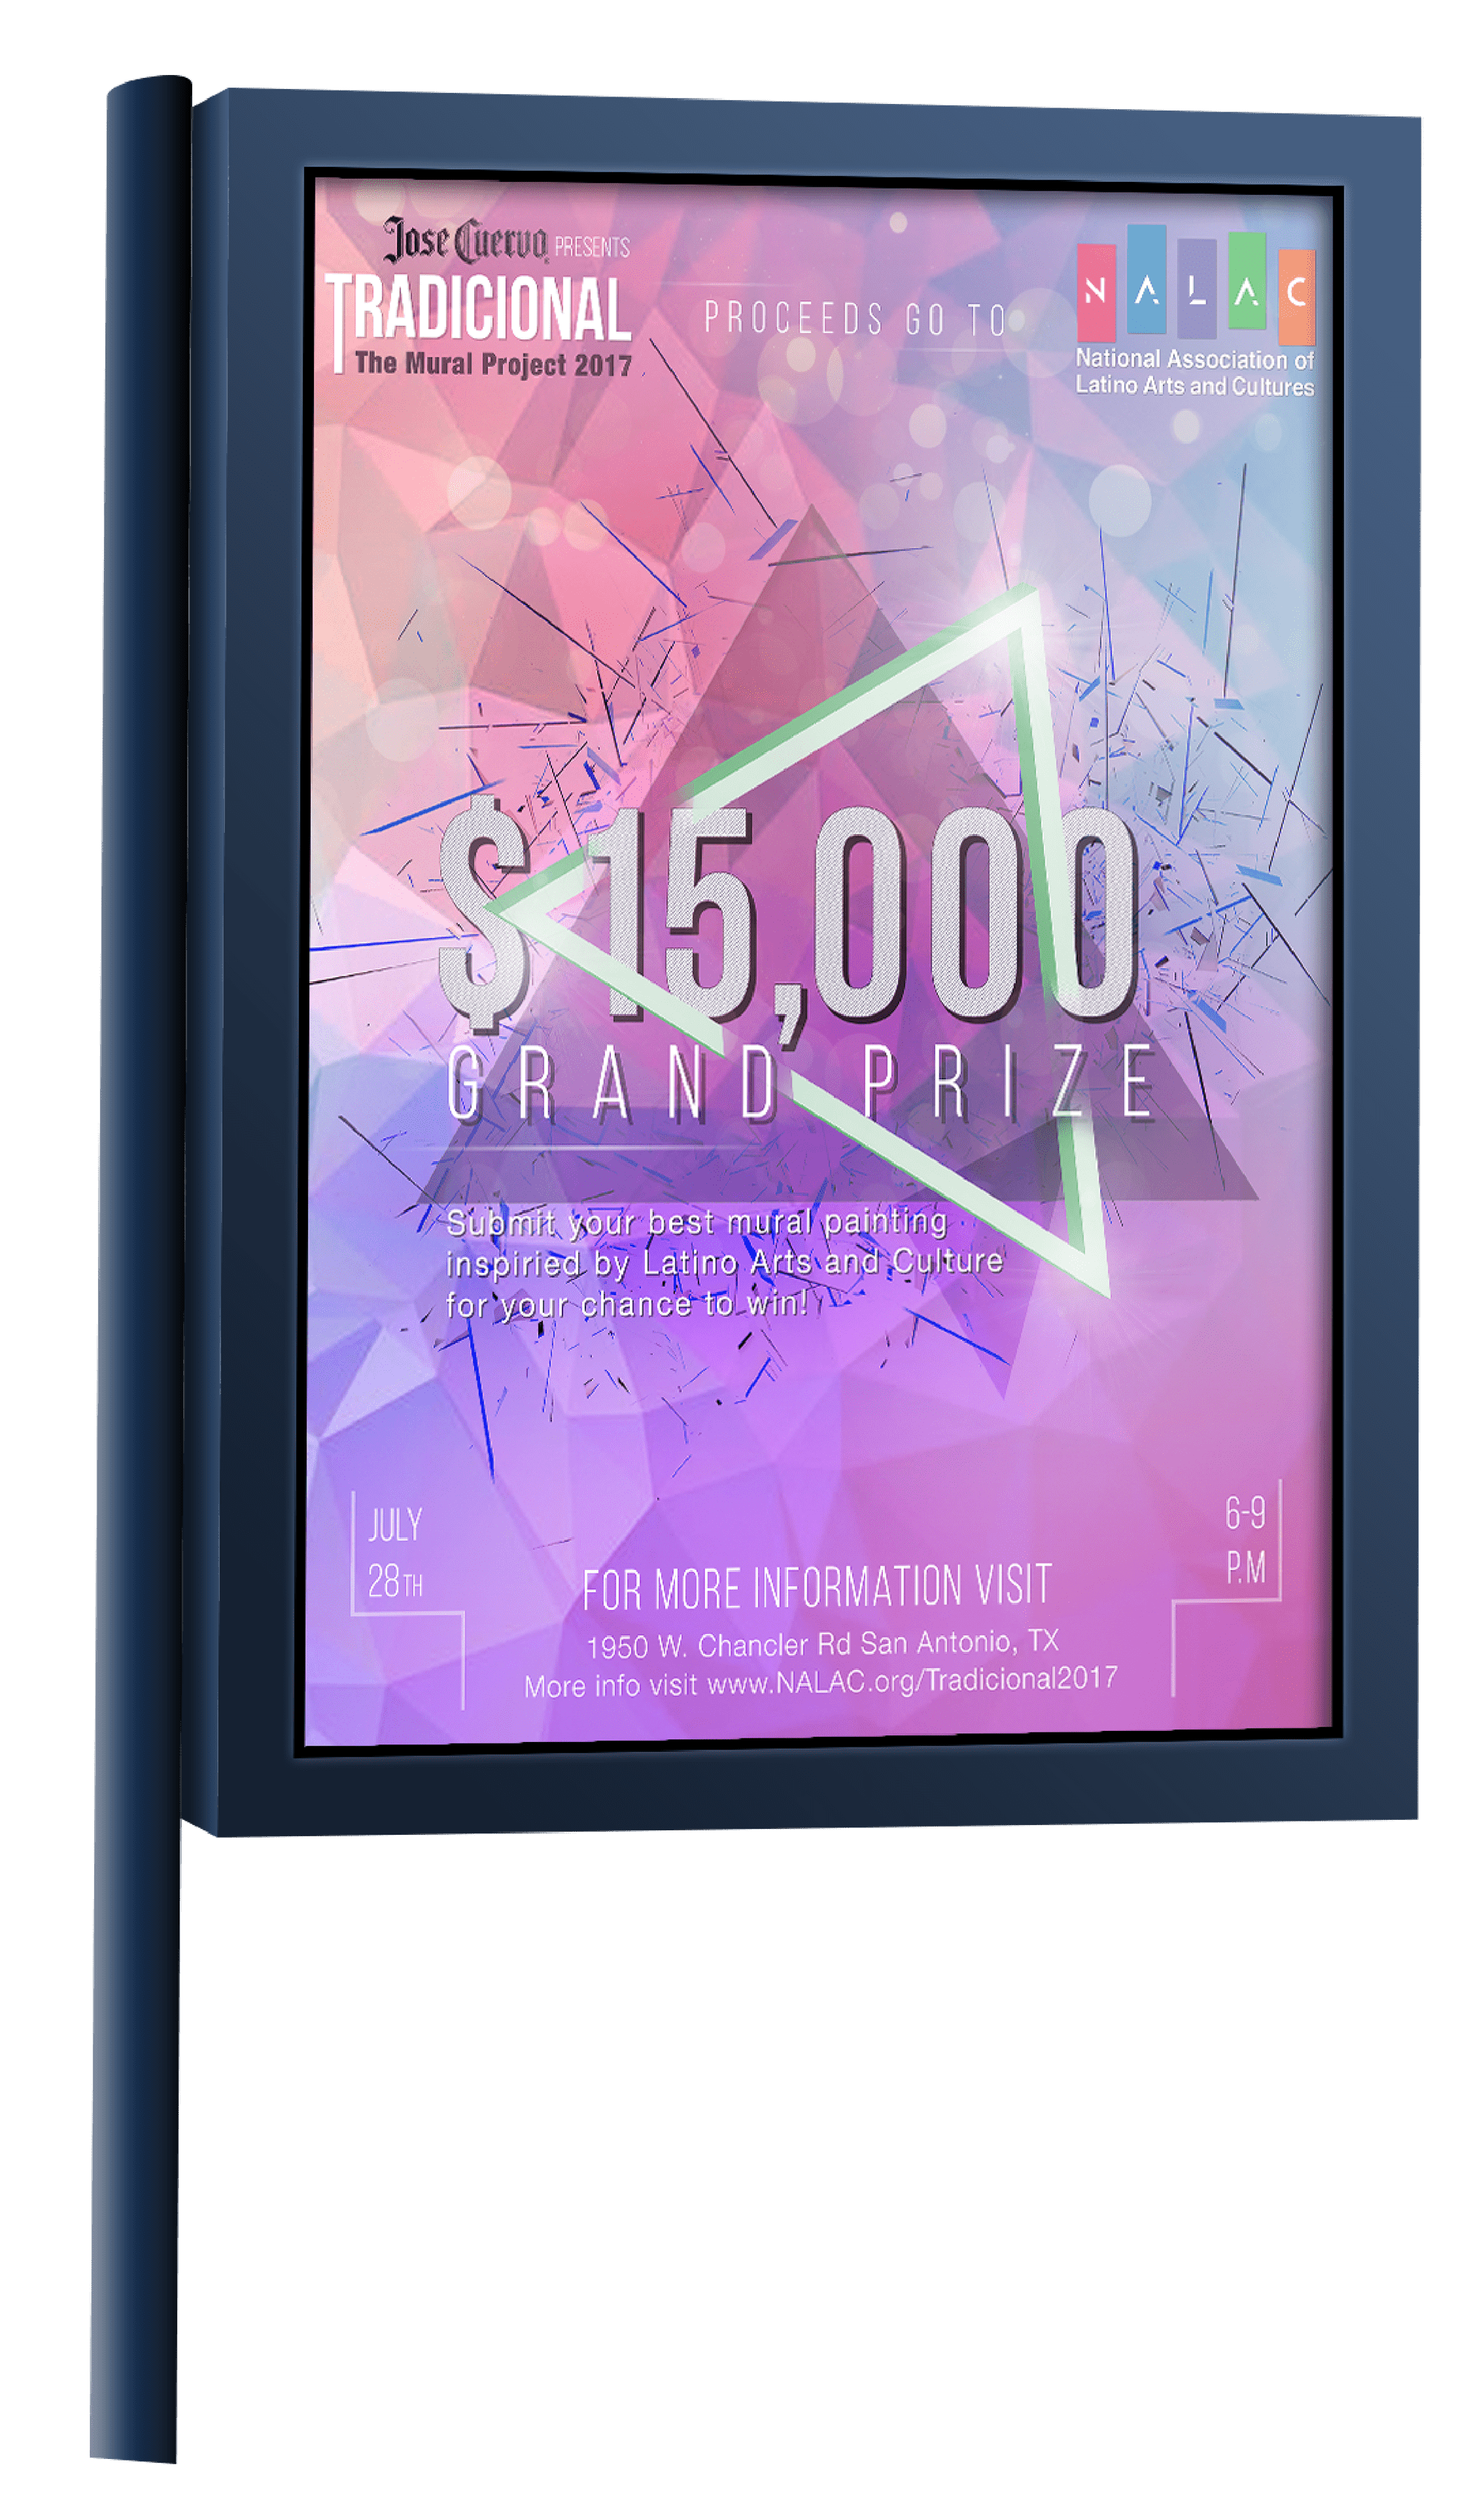 Jose Cuervo PRESENTS
TRADICIONAL
The Mural Project 2017
PROCEEDS GO TO
NALAC
National Association of
Latino Arts and Cultures
$15,000
GRAND PRIZE
Submit your best mural painting
inspiried by Latino Arts and Culture
for your chance to win!
JULY
28TH
6-9
P.M
FOR MORE INFORMATION VISIT
1950 W. Chancler Rd San Antonio, TX
More info visit www.NALAC.org/Tradicional2017